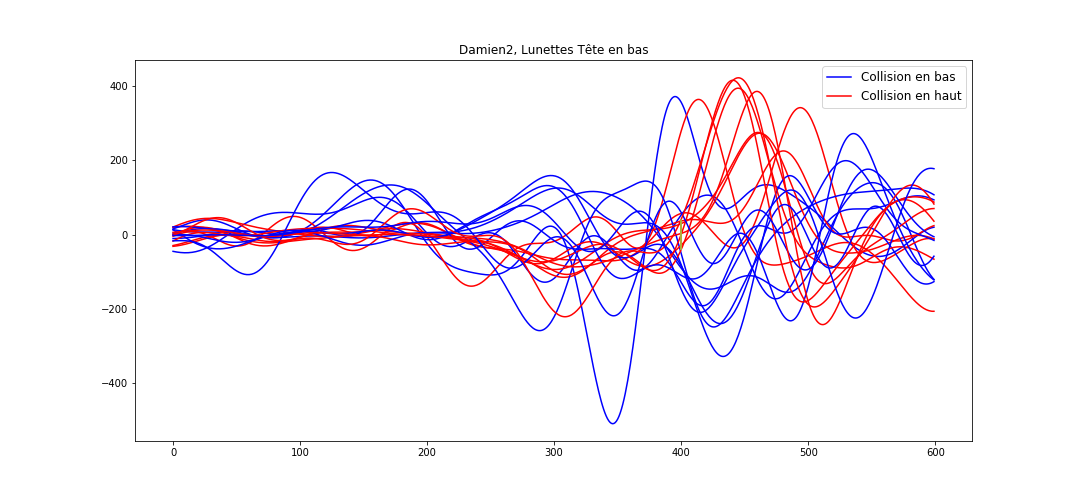 Damien2, Lunettes Tête en bas
Collision en bas
Collision en haut
400
200
0
−200
−400
0 100 200 300 400 500 600